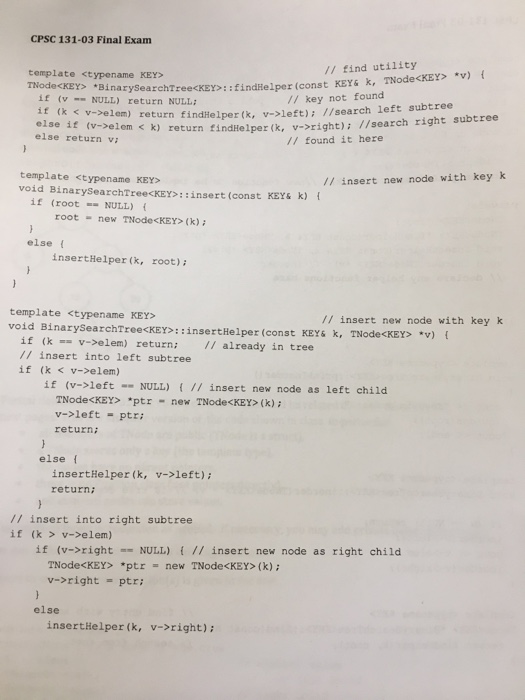 CPSC 131-03 Final Exam
template <typename KEY> // find utility
TNode<KEY> *BinarySearchTree<KEY>::findHelper(const KEY& k, TNode<KEY> *v) {
if (v == NULL) return NULL; // key not found
if (k < v->elem) return findHelper(k, v->left); //search left subtree
else if (v->elem < k) return findHelper(k, v->right); //search right subtree
else return v; // found it here
}
template <typename KEY> // insert new node with key k
void BinarySearchTree<KEY>::insert(const KEY& k) {
if (root == NULL) {
root = new TNode<KEY>(k);
}
else {
insertHelper(k, root);
}
}
template <typename KEY> // insert new node with key k
void BinarySearchTree<KEY>::insertHelper(const KEY& k, TNode<KEY> *v) {
if (k == v->elem) return; // already in tree
// insert into left subtree
if (k < v->elem)
if (v->left == NULL) { // insert new node as left child
TNode<KEY> *ptr = new TNode<KEY>(k);
v->left = ptr;
return;
}
else {
insertHelper(k, v->left);
return;
}
// insert into right subtree
if (k > v->elem)
if (v->right == NULL) { // insert new node as right child
TNode<KEY> *ptr = new TNode<KEY>(k);
v->right = ptr;
}
else
insertHelper(k, v->right);